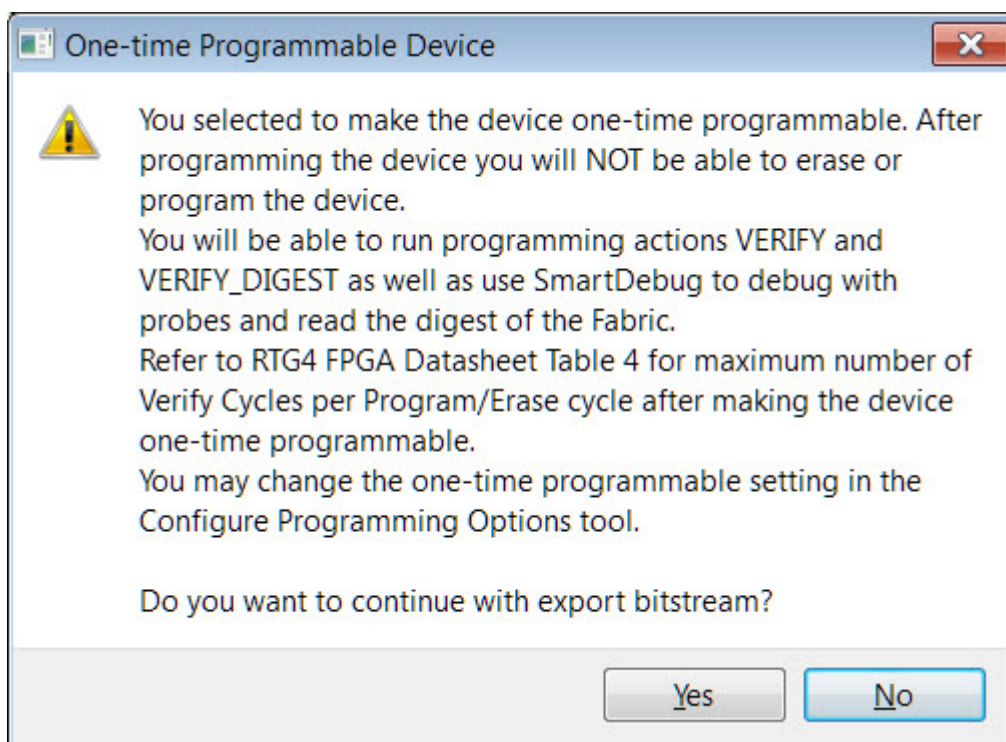 One-time Programmable Device
You selected to make the device one-time programmable. After
programming the device you will NOT be able to erase or
program the device.
You will be able to run programming actions VERIFY and
VERIFY_DIGEST as well as use SmartDebug to debug with
probes and read the digest of the Fabric.
Refer to RTG4 FPGA Datasheet Table 4 for maximum number of
Verify Cycles per Program/Erase cycle after making the device
one-time programmable.
You may change the one-time programmable setting in the
Configure Programming Options tool.
Do you want to continue with export bitstream?
Yes
No